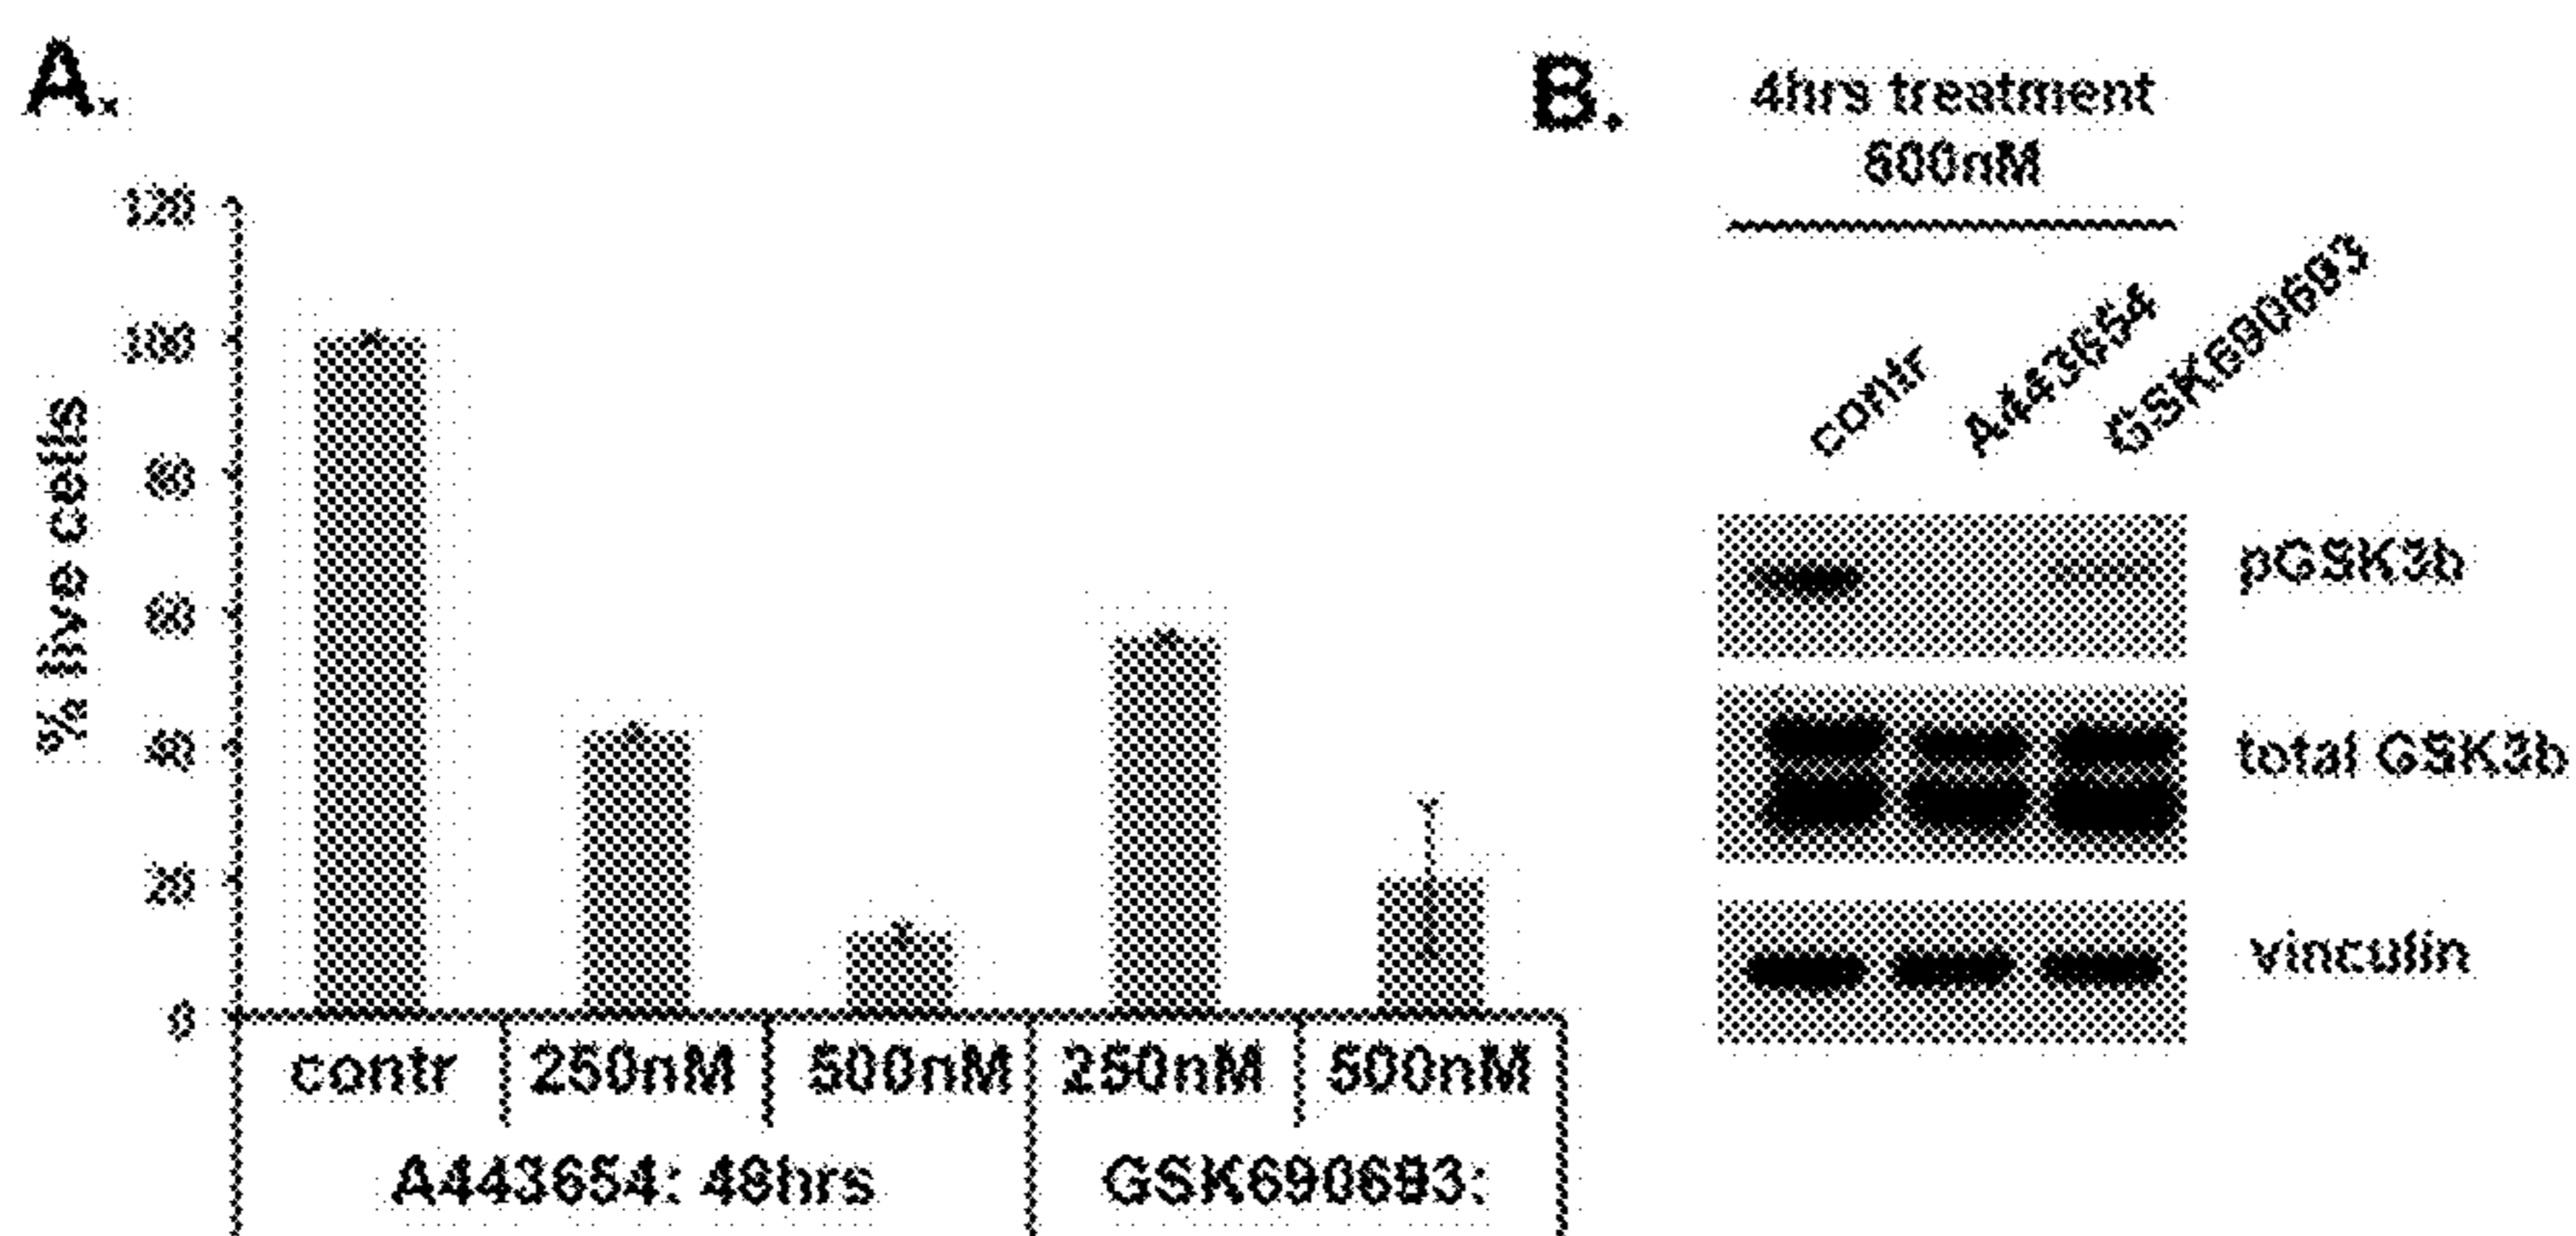 A.
% live cells
120
100
80
60
40
20
0
contr
250nM
500nM
250nM
500nM
A443654: 48hrs
GSK690693:
B.
4hrs treatment
600nM
contr
A443654
GSK690693
pGSK3b
total GSK3b
vinculin